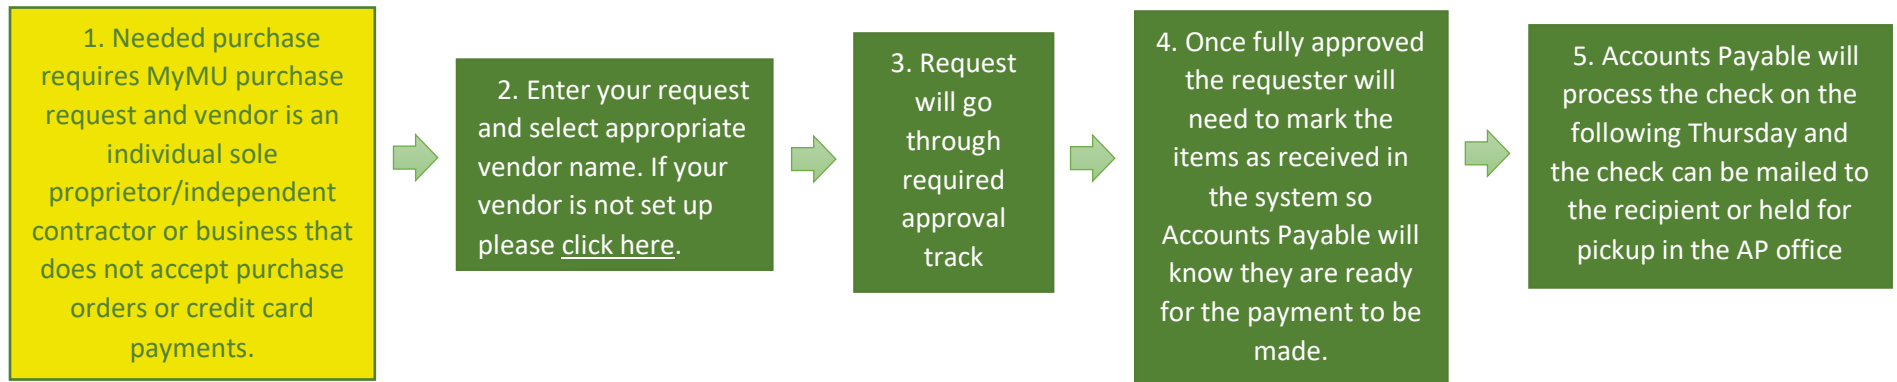 1. Needed purchase
requires MyMU purchase
request and vendor is an
individual sole
proprietor/independent
contractor or business that
does not accept purchase
orders or credit card
payments.
2. Enter your request
and select appropriate
vendor name. If your
vendor is not set up
please click here.
3. Request
will go
through
required
approval
track
4. Once fully approved
the requester will
need to mark the
items as received in
the system so
Accounts Payable will
know they are ready
for the payment to be
made.
5. Accounts Payable will
process the check on the
following Thursday and
the check can be mailed to
the recipient or held for
pickup in the AP office